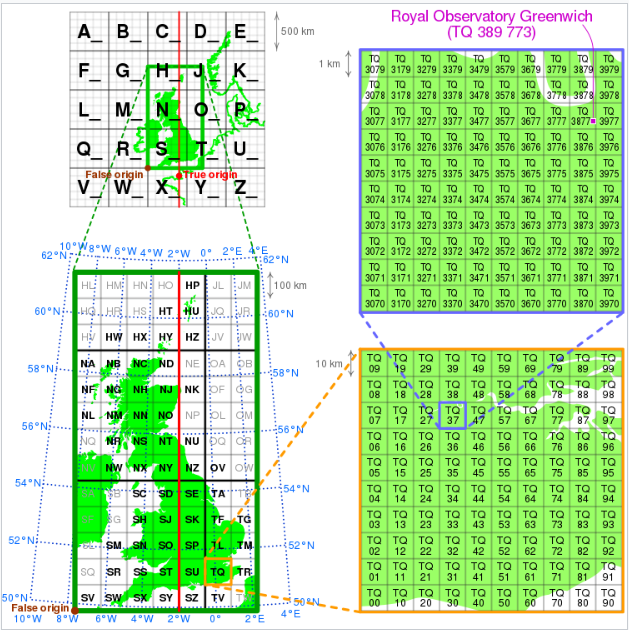 Royal Observatory Greenwich
(TQ 389 773)
A_ B_ C_ D_ E_
500 km
F_ G_ H_ J_ K_
L_ M_ N_ O_ P_
Q_ R_ S_ T_ U_
False origin
True origin
V_ W_ X_ Y_ Z_
1 km
TQ TQ TQ TQ TQ TQ TQ TQ TQ TQ
3079 3179 3279 3379 3479 3579 3679 3779 3879 3979
TQ TQ TQ TQ TQ TQ TQ TQ TQ TQ
3078 3178 3278 3378 3478 3578 3678 3778 3878 3978
TQ TQ TQ TQ TQ TQ TQ TQ TQ TQ
3077 3177 3277 3377 3477 3577 3677 3777 3877 3977
TQ TQ TQ TQ TQ TQ TQ TQ TQ TQ
3076 3176 3276 3376 3476 3576 3676 3776 3876 3976
TQ TQ TQ TQ TQ TQ TQ TQ TQ TQ
3075 3175 3275 3375 3475 3575 3675 3775 3875 3975
TQ TQ TQ TQ TQ TQ TQ TQ TQ TQ
3074 3174 3274 3374 3474 3574 3674 3774 3874 3974
TQ TQ TQ TQ TQ TQ TQ TQ TQ TQ
3073 3173 3273 3373 3473 3573 3673 3773 3873 3973
TQ TQ TQ TQ TQ TQ TQ TQ TQ TQ
3072 3172 3272 3372 3472 3572 3672 3772 3872 3972
TQ TQ TQ TQ TQ TQ TQ TQ TQ TQ
3071 3171 3271 3371 3471 3571 3671 3771 3871 3971
TQ TQ TQ TQ TQ TQ TQ TQ TQ TQ
3070 3170 3270 3370 3470 3570 3670 3770 3870 3970
10°W 8°W 6°W 4°W 2°W 0° 2°E 4°E
62°N 62°N
HL HM HN HO HP JL JM
100 km
60°N HQ HR HS HT HU JQ JR 60°N
HV HW HX HY HZ JV JW
58°N NA NB NC ND NE OA OB 58°N
NF NG NH NJ NK OF OG
56°N NL NM NN NO NP OL OM 56°N
NQ NR NS NT NU OQ OR
54°N NW NX NY NZ OV OW 54°N
SC SD SE TA TB
52°N SH SJ SK TF TG
SM SN SO SP TL TM 52°N
SQ SR SS ST SU TQ TR
50°N SV SW SX SY SZ TV 50°N
False origin
10°W 8°W 6°W 4°W 2°W 0° 2°E 4°E
10 km
TQ TQ TQ TQ TQ TQ TQ TQ TQ TQ
09 19 29 39 49 59 69 79 89 99
TQ TQ TQ TQ TQ TQ TQ TQ TQ TQ
08 18 28 38 48 58 68 78 88 98
TQ TQ TQ TQ TQ TQ TQ TQ TQ TQ
07 17 27 37 47 57 67 77 87 97
TQ TQ TQ TQ TQ TQ TQ TQ TQ TQ
06 16 26 36 46 56 66 76 86 96
TQ TQ TQ TQ TQ TQ TQ TQ TQ TQ
05 15 25 35 45 55 65 75 85 95
TQ TQ TQ TQ TQ TQ TQ TQ TQ TQ
04 14 24 34 44 54 64 74 84 94
TQ TQ TQ TQ TQ TQ TQ TQ TQ TQ
03 13 23 33 43 53 63 73 83 93
TQ TQ TQ TQ TQ TQ TQ TQ TQ TQ
02 12 22 32 42 52 62 72 82 92
TQ TQ TQ TQ TQ TQ TQ TQ TQ TQ
01 11 21 31 41 51 61 71 81 91
TQ TQ TQ TQ TQ TQ TQ TQ TQ TQ
00 10 20 30 40 50 60 70 80 90